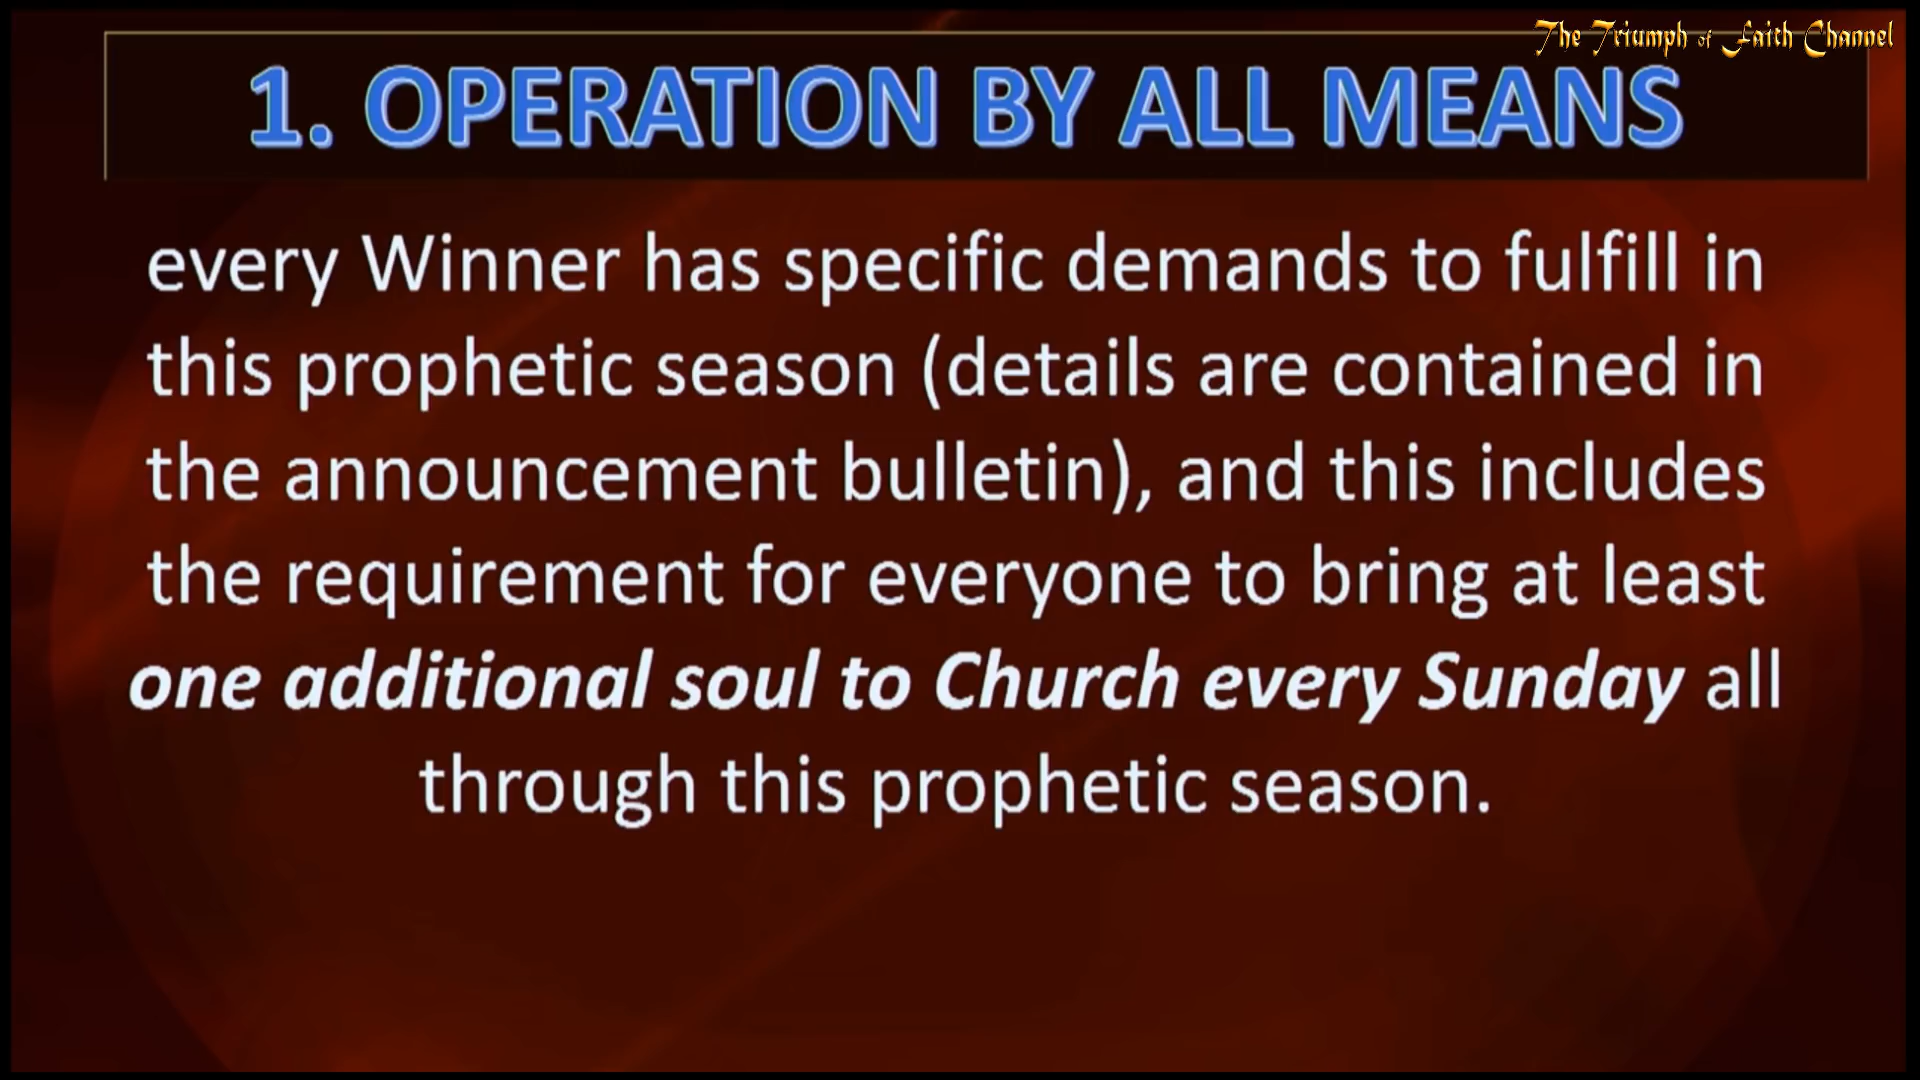 The Triumph of Faith Channel
1. OPERATION BY ALL MEANS
every Winner has specific demands to fulfill in
this prophetic season (details are contained in
the announcement bulletin), and this includes
the requirement for everyone to bring at least
one additional soul to Church every Sunday all
through this prophetic season.